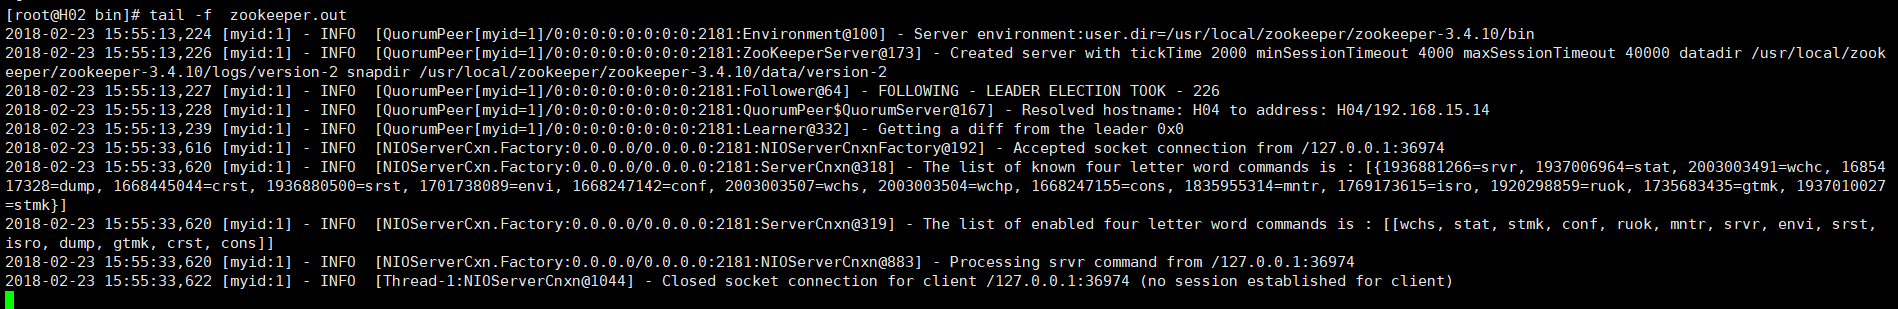 [root@H02 bin]# tail -f  zookeeper.out
2018-02-23 15:55:13,224 [myid:1] - INFO  [QuorumPeer[myid=1]/0:0:0:0:0:0:0:0:2181:Environment@100] - Server environment:user.dir=/usr/local/zookeeper/zookeeper-3.4.10/bin
2018-02-23 15:55:13,226 [myid:1] - INFO  [QuorumPeer[myid=1]/0:0:0:0:0:0:0:0:2181:ZooKeeperServer@173] - Created server with tickTime 2000 minSessionTimeout 4000 maxSessionTimeout 40000 datadir /usr/local/zook
eeper/zookeeper-3.4.10/logs/version-2 snapdir /usr/local/zookeeper/zookeeper-3.4.10/data/version-2
2018-02-23 15:55:13,227 [myid:1] - INFO  [QuorumPeer[myid=1]/0:0:0:0:0:0:0:0:2181:Follower@64] - FOLLOWING - LEADER ELECTION TOOK - 226
2018-02-23 15:55:13,228 [myid:1] - INFO  [QuorumPeer[myid=1]/0:0:0:0:0:0:0:0:2181:QuorumPeer$QuorumServer@167] - Resolved hostname: H04 to address: H04/192.168.15.14
2018-02-23 15:55:13,239 [myid:1] - INFO  [QuorumPeer[myid=1]/0:0:0:0:0:0:0:0:2181:Learner@332] - Getting a diff from the leader 0x0
2018-02-23 15:55:33,616 [myid:1] - INFO  [NIOServerCxn.Factory:0.0.0.0/0.0.0.0:2181:NIOServerCnxnFactory@192] - Accepted socket connection from /127.0.0.1:36974
2018-02-23 15:55:33,620 [myid:1] - INFO  [NIOServerCxn.Factory:0.0.0.0/0.0.0.0:2181:ServerCnxn@318] - The list of known four letter word commands is : [{1936881266=srvr, 1937006964=stat, 2003003491=wchc, 16854
17328=dump, 1668445044=crst, 1936880500=srst, 1701738089=envi, 1668247142=conf, 2003003507=wchs, 2003003504=wchp, 1668247155=cons, 1835955314=mntr, 1769173615=isro, 1920298859=ruok, 1735683435=gtmk, 1937010027
=stmk}]
2018-02-23 15:55:33,620 [myid:1] - INFO  [NIOServerCxn.Factory:0.0.0.0/0.0.0.0:2181:ServerCnxn@319] - The list of enabled four letter word commands is : [[wchs, stat, stmk, conf, ruok, mntr, srvr, envi, srst,
isro, dump, gtmk, crst, cons]]
2018-02-23 15:55:33,620 [myid:1] - INFO  [NIOServerCxn.Factory:0.0.0.0/0.0.0.0:2181:NIOServerCnxn@883] - Processing srvr command from /127.0.0.1:36974
2018-02-23 15:55:33,622 [myid:1] - INFO  [Thread-1:NIOServerCnxn@1044] - Closed socket connection for client /127.0.0.1:36974 (no session established for client)